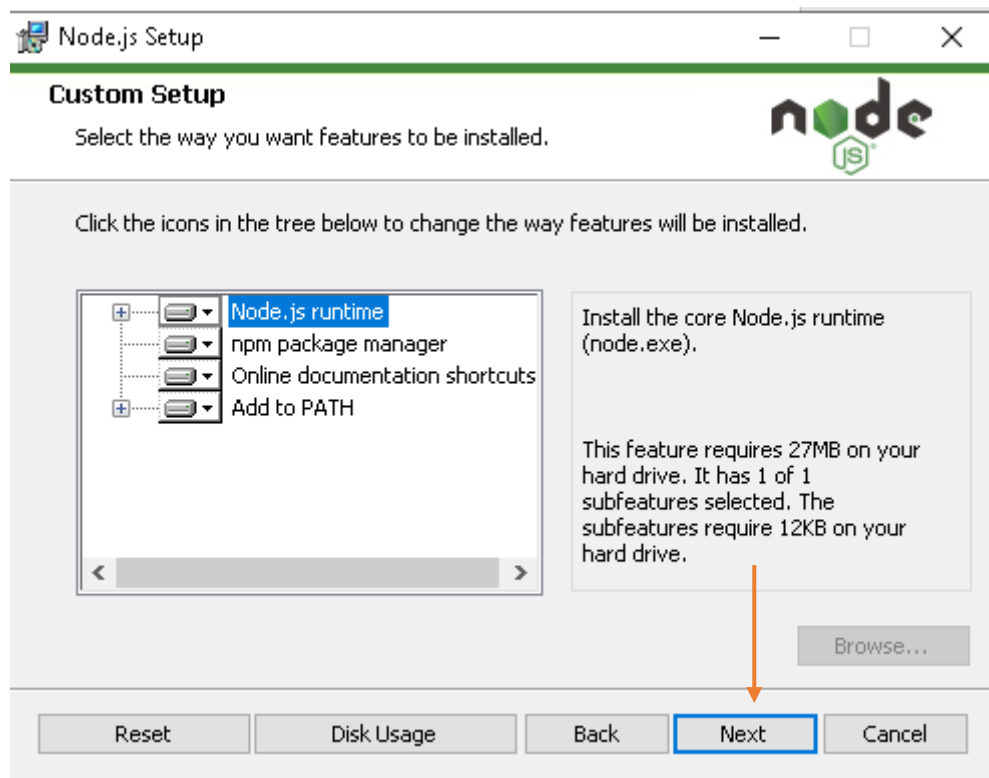 Node.js Setup
Custom Setup
Select the way you want features to be installed.
node
JS
Click the icons in the tree below to change the way features will be installed.
Node.js runtime
npm package manager
Online documentation shortcuts
Add to PATH
Install the core Node.js runtime
(node.exe).
This feature requires 27MB on your
hard drive. It has 1 of 1
subfeatures selected. The
subfeatures require 12KB on your
hard drive.
Browse...
Reset
Disk Usage
Back
Next
Cancel